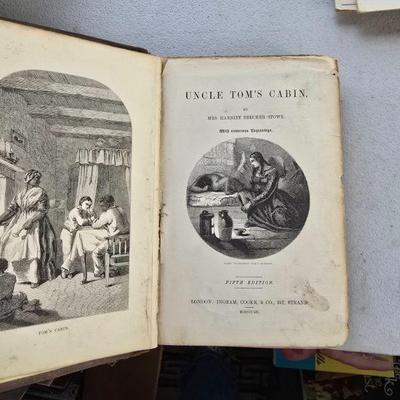 TOM'S CABIN.
UNCLE TOM'S CABIN.
BY
MRS HARRIET BEECHER STOWE.
With numerous Engravings.
FIFTH EDITION.
LONDON: INGRAM, COOKE, & CO., 227, STRAND